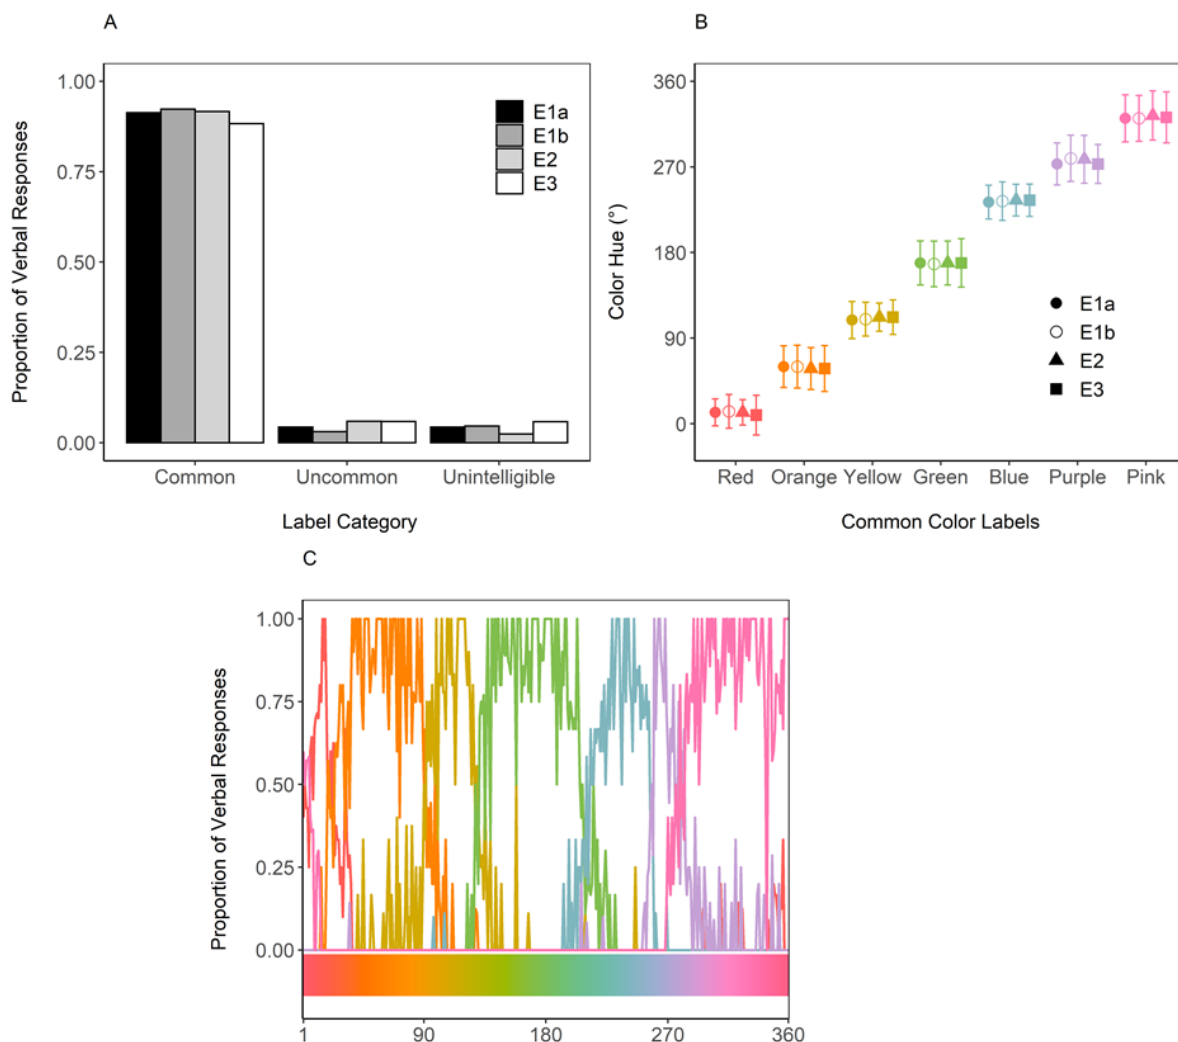 A
Proportion of Verbal Responses
1.00
0.75
0.50
0.25
0.00
E1a
E1b
E2
E3
Common Uncommon Unintelligible
Label Category
B
Color Hue (°)
360
270
180
90
0
E1a
E1b
E2
E3
Red Orange Yellow Green Blue Purple Pink
Common Color Labels
C
Proportion of Verbal Responses
1.00
0.75
0.50
0.25
0.00
1 90 180 270 360